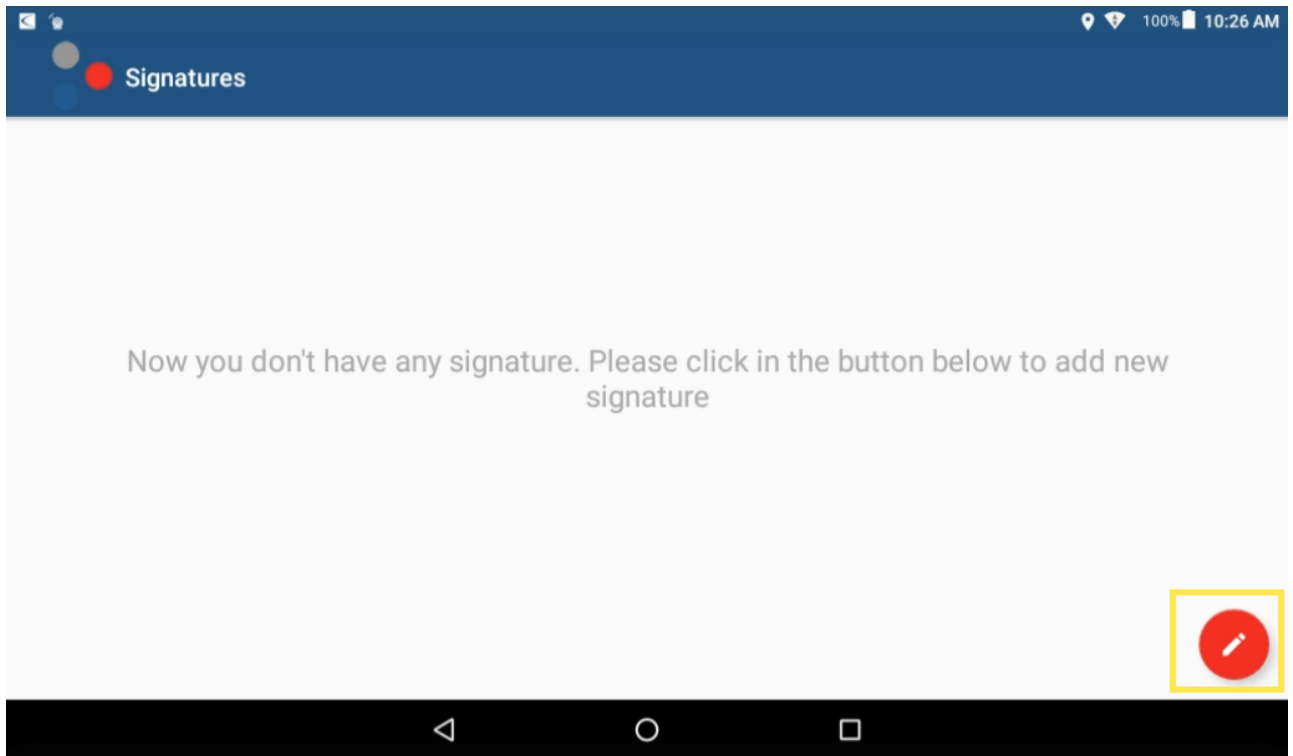 100% 10:26 AM
Signatures
Now you don't have any signature. Please click in the button below to add new
signature